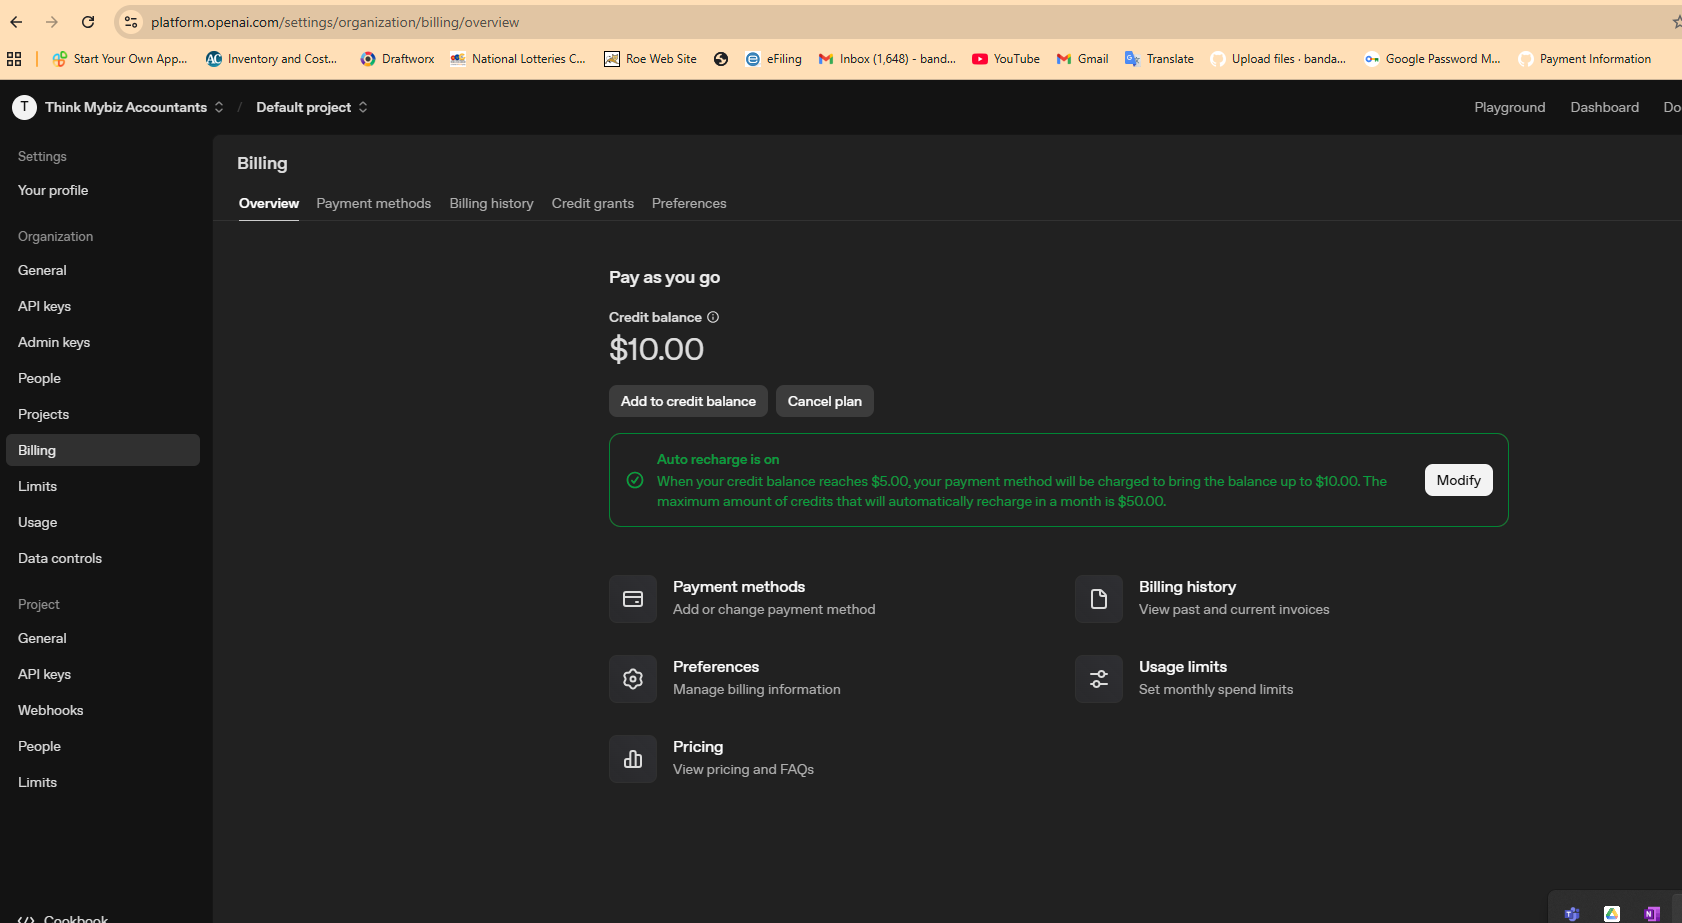 platform.openai.com/settings/organization/billing/overview
Start Your Own App... Inventory and Cost... Draftworx National Lotteries C... Roe Web Site eFiling Inbox (1,648) - band... YouTube Gmail Translate Upload files · banda... Google Password M... Payment Information
T Think Mybiz Accountants / Default project Playground Dashboard Do
Settings
Your profile
Organization
General
API keys
Admin keys
People
Projects
Billing
Limits
Usage
Data controls
Project
General
API keys
Webhooks
People
Limits
Cookbook
Billing
Overview Payment methods Billing history Credit grants Preferences
Pay as you go
Credit balance
$10.00
Add to credit balance Cancel plan
Auto recharge is on
When your credit balance reaches $5.00, your payment method will be charged to bring the balance up to $10.00. The
maximum amount of credits that will automatically recharge in a month is $50.00.
Modify
Payment methods
Add or change payment method
Billing history
View past and current invoices
Preferences
Manage billing information
Usage limits
Set monthly spend limits
Pricing
View pricing and FAQs